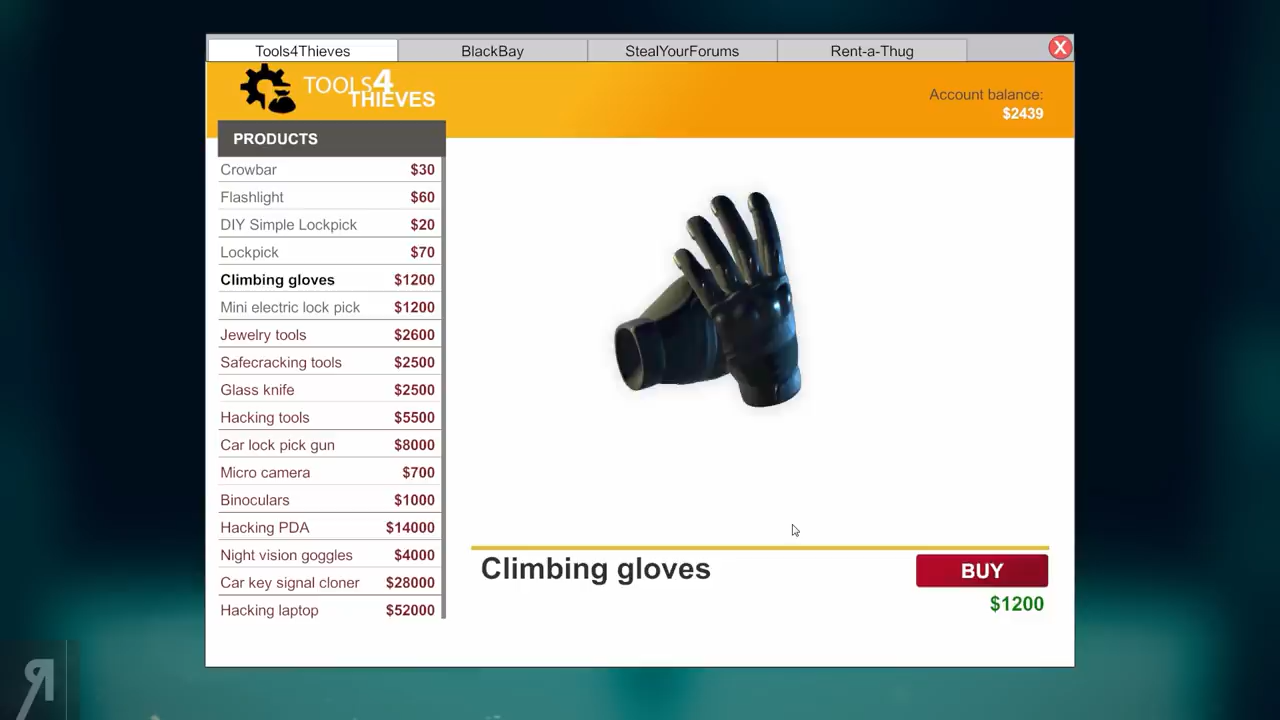 Tools4Thieves BlackBay StealYourForums Rent-a-Thug X
TOOLS4
THIEVES
Account balance:
$2439
PRODUCTS
Crowbar $30
Flashlight $60
DIY Simple Lockpick $20
Lockpick $70
Climbing gloves $1200
Mini electric lock pick $1200
Jewelry tools $2600
Safecracking tools $2500
Glass knife $2500
Hacking tools $5500
Car lock pick gun $8000
Micro camera $700
Binoculars $1000
Hacking PDA $14000
Night vision goggles $4000
Car key signal cloner $28000
Hacking laptop $52000
Climbing gloves
BUY
$1200